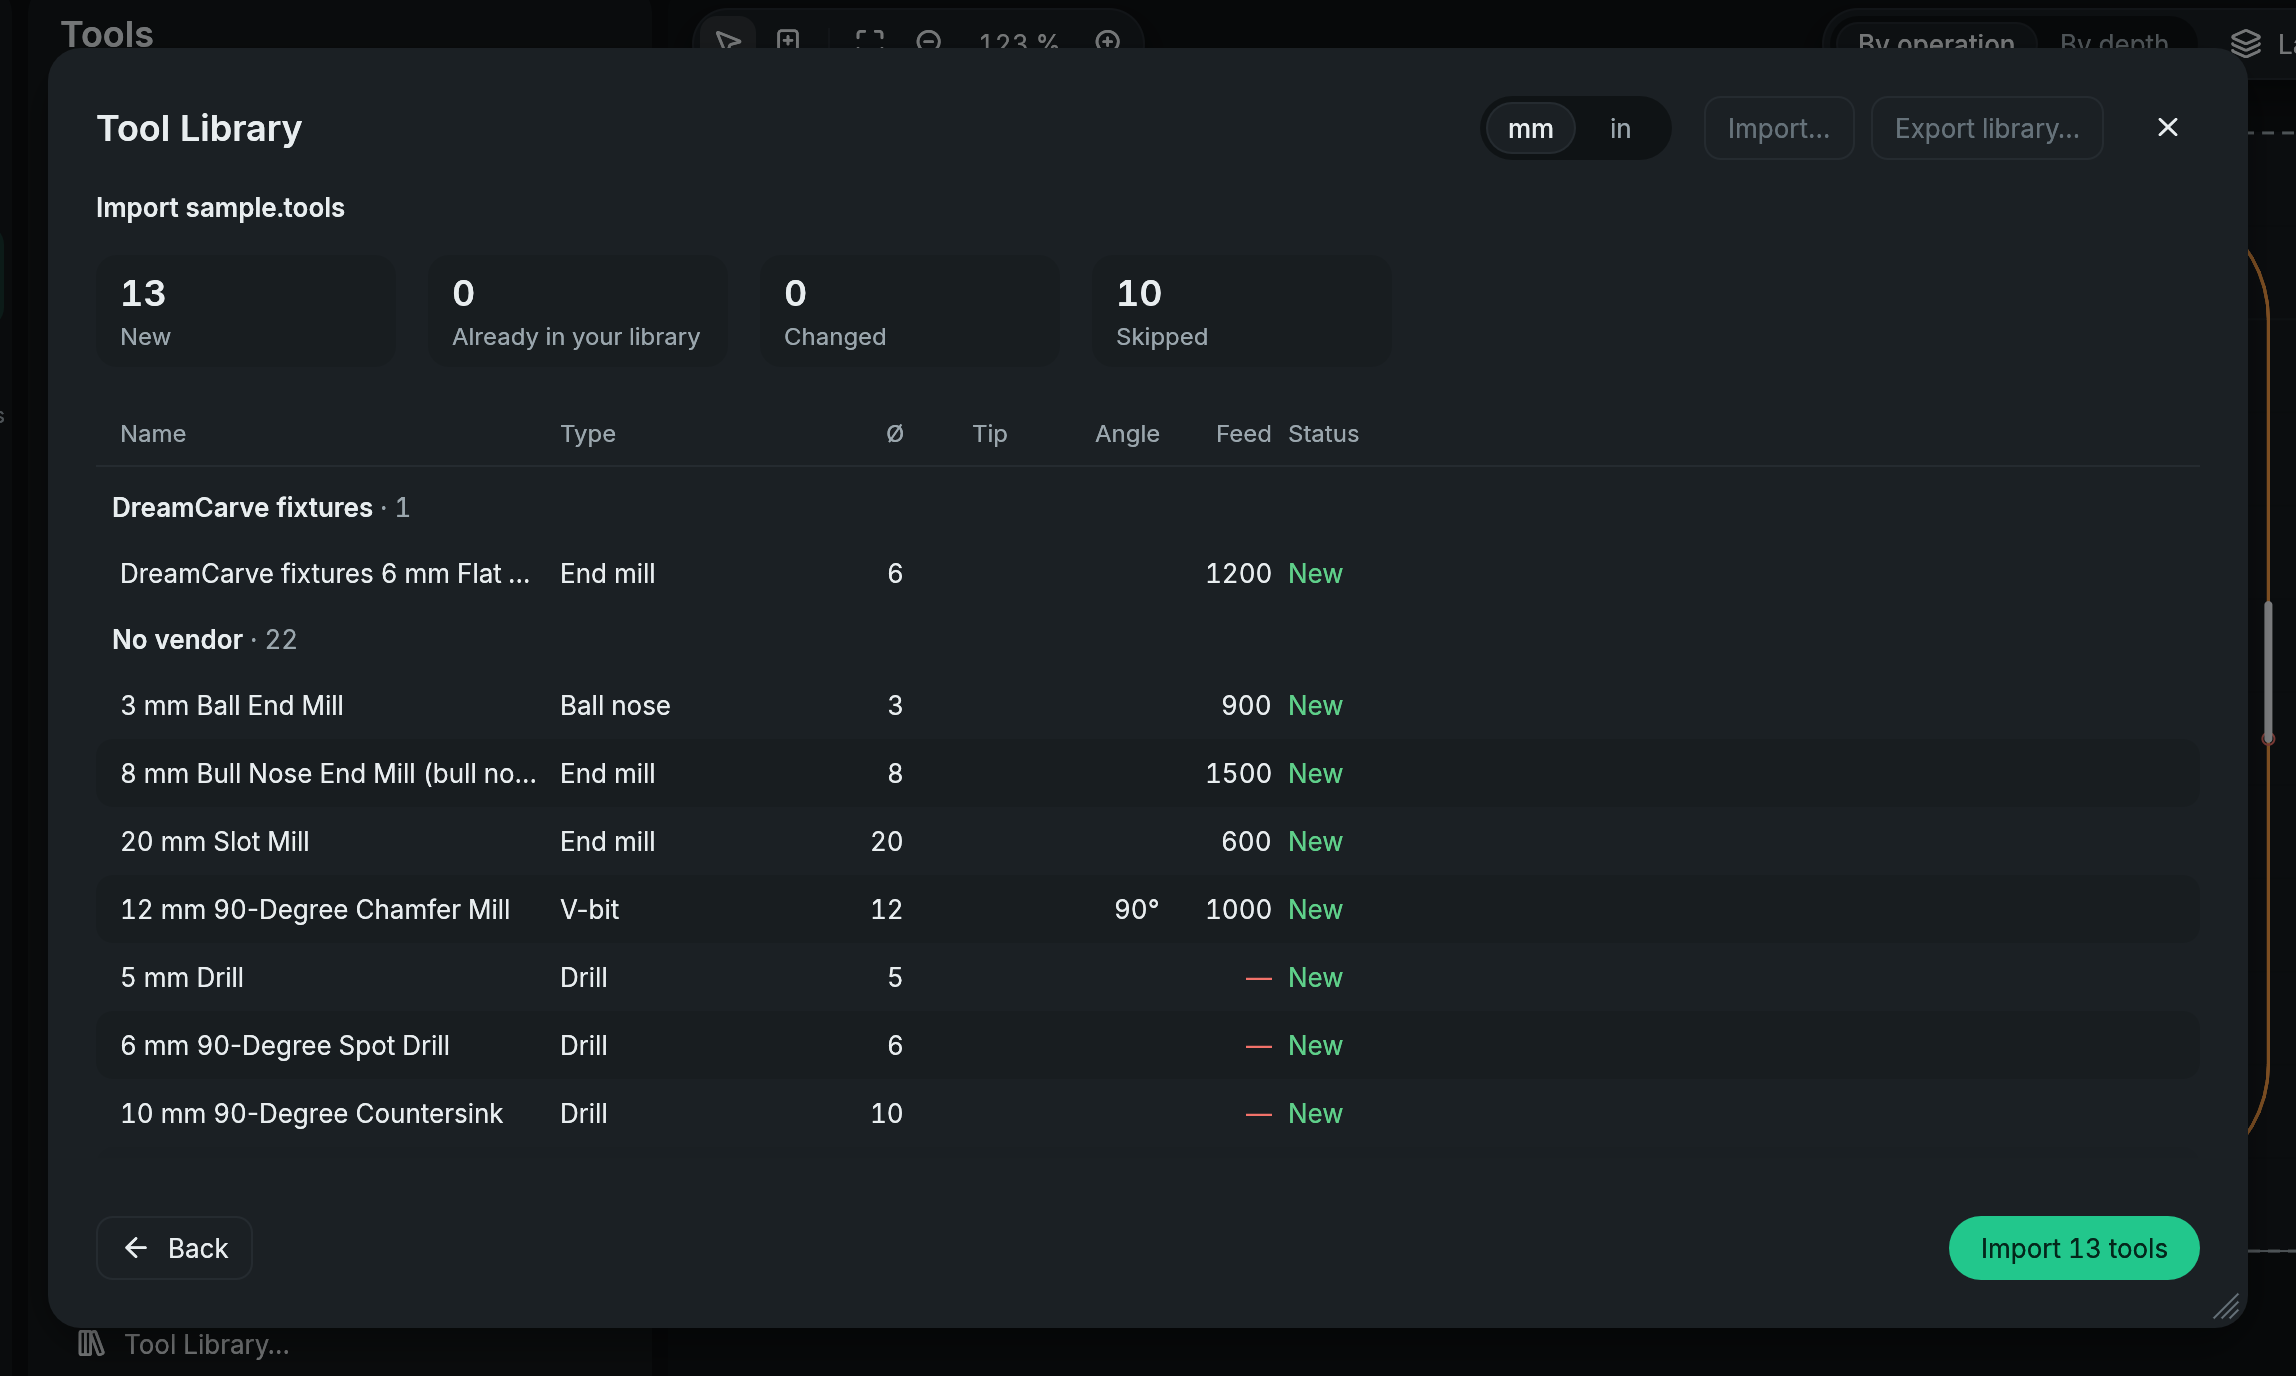 Tools
123 %
By operation By depth
Tool Library
mm in Import... Export library...
Import sample.tools
13 0 0 10
New Already in your library Changed Skipped
Name Type Ø Tip Angle Feed Status
DreamCarve fixtures · 1
DreamCarve fixtures 6 mm Flat ... End mill 6 1200 New
No vendor · 22
3 mm Ball End Mill Ball nose 3 900 New
8 mm Bull Nose End Mill (bull no... End mill 8 1500 New
20 mm Slot Mill End mill 20 600 New
12 mm 90-Degree Chamfer Mill V-bit 12 90° 1000 New
5 mm Drill Drill 5 — New
6 mm 90-Degree Spot Drill Drill 6 — New
10 mm 90-Degree Countersink Drill 10 — New
Back Import 13 tools
Tool Library...